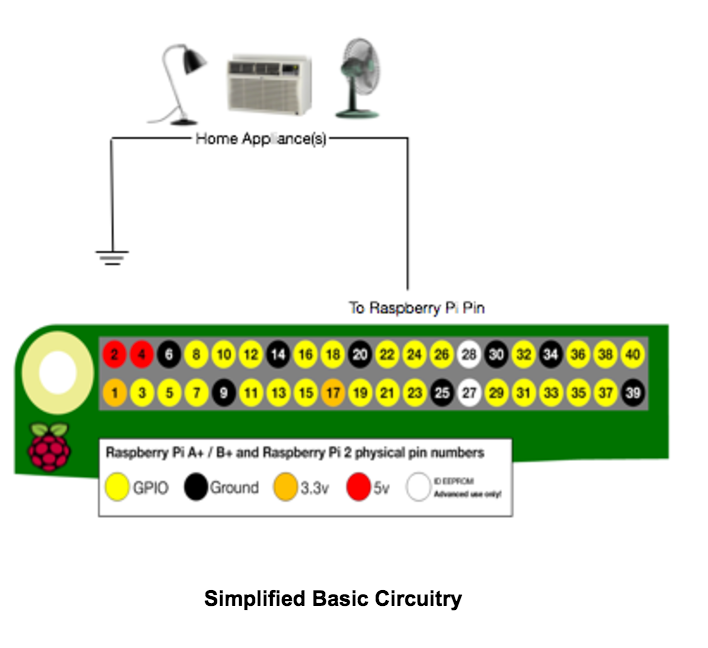 Home Appliance(s)
To Raspberry Pi Pin
2 4 6 8 10 12 14 16 18 20 22 24 26 28 30 32 34 36 38 40
1 3 5 7 9 11 13 15 17 19 21 23 25 27 29 31 33 35 37 39
Raspberry Pi A+ / B+ and Raspberry Pi 2 physical pin numbers
GPIO Ground 3.3v 5v ID EEPROM
Advanced use only!
Simplified Basic Circuitry